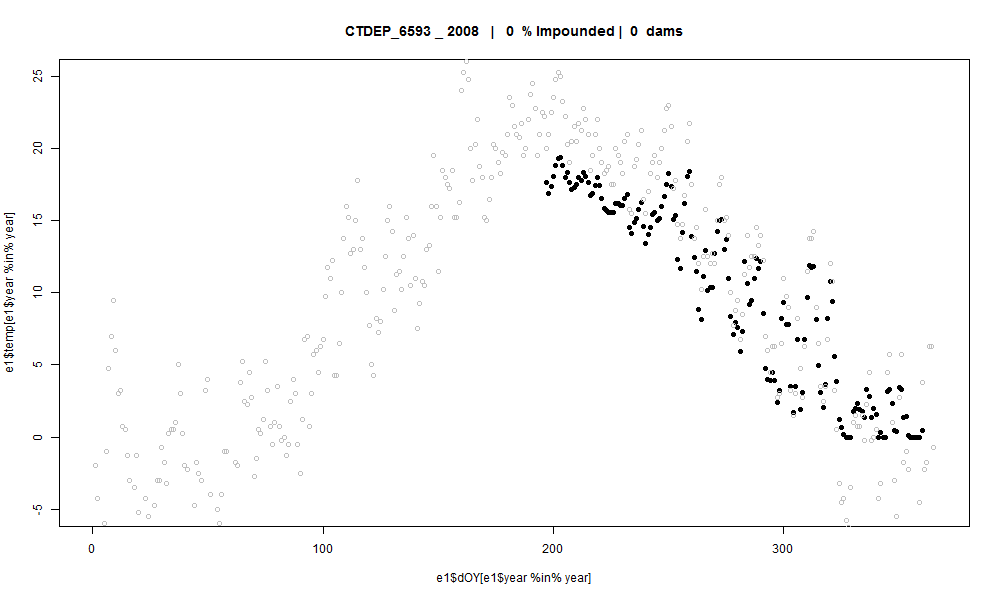 CTDEP_6593 _ 2008 | 0 % Impounded | 0 dams
e1$temp[e1$year %in% year]
25
20
15
10
5
0
-5
0 100 200 300
e1$dOY[e1$year %in% year]